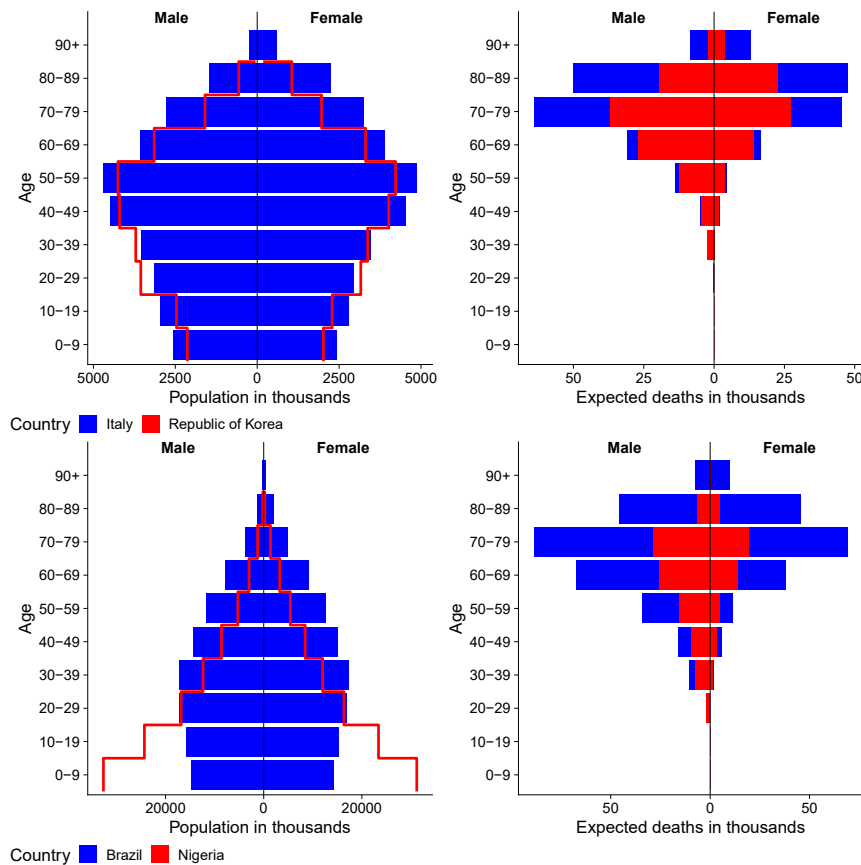 Male Female
90+
80−89
70−79
60−69
50−59
40−49
30−39
20−29
10−19
0−9
Age
5000 2500 0 2500 5000
Population in thousands
Male Female
90+
80−89
70−79
60−69
50−59
40−49
30−39
20−29
10−19
0−9
Age
50 25 0 25 50
Expected deaths in thousands
Country Italy Republic of Korea
Male Female
90+
80−89
70−79
60−69
50−59
40−49
30−39
20−29
10−19
0−9
Age
20000 0 20000
Population in thousands
Male Female
90+
80−89
70−79
60−69
50−59
40−49
30−39
20−29
10−19
0−9
Age
50 0 50
Expected deaths in thousands
Country Brazil Nigeria